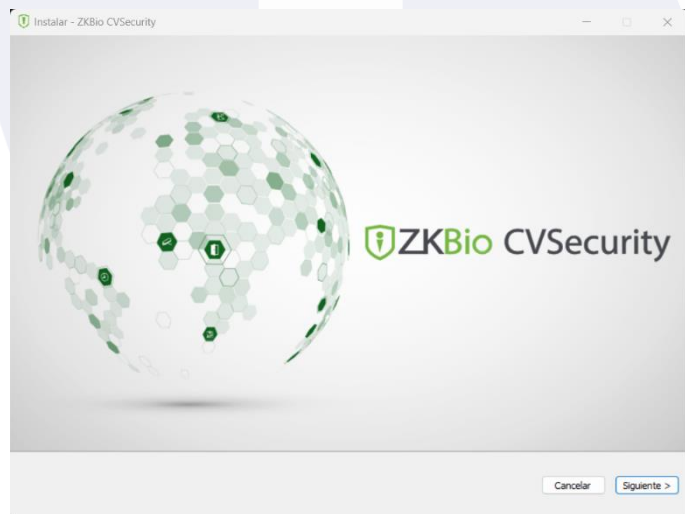 Instalar - ZKBio CVSecurity
ZKBio CVSecurity
Cancelar
Siguiente >